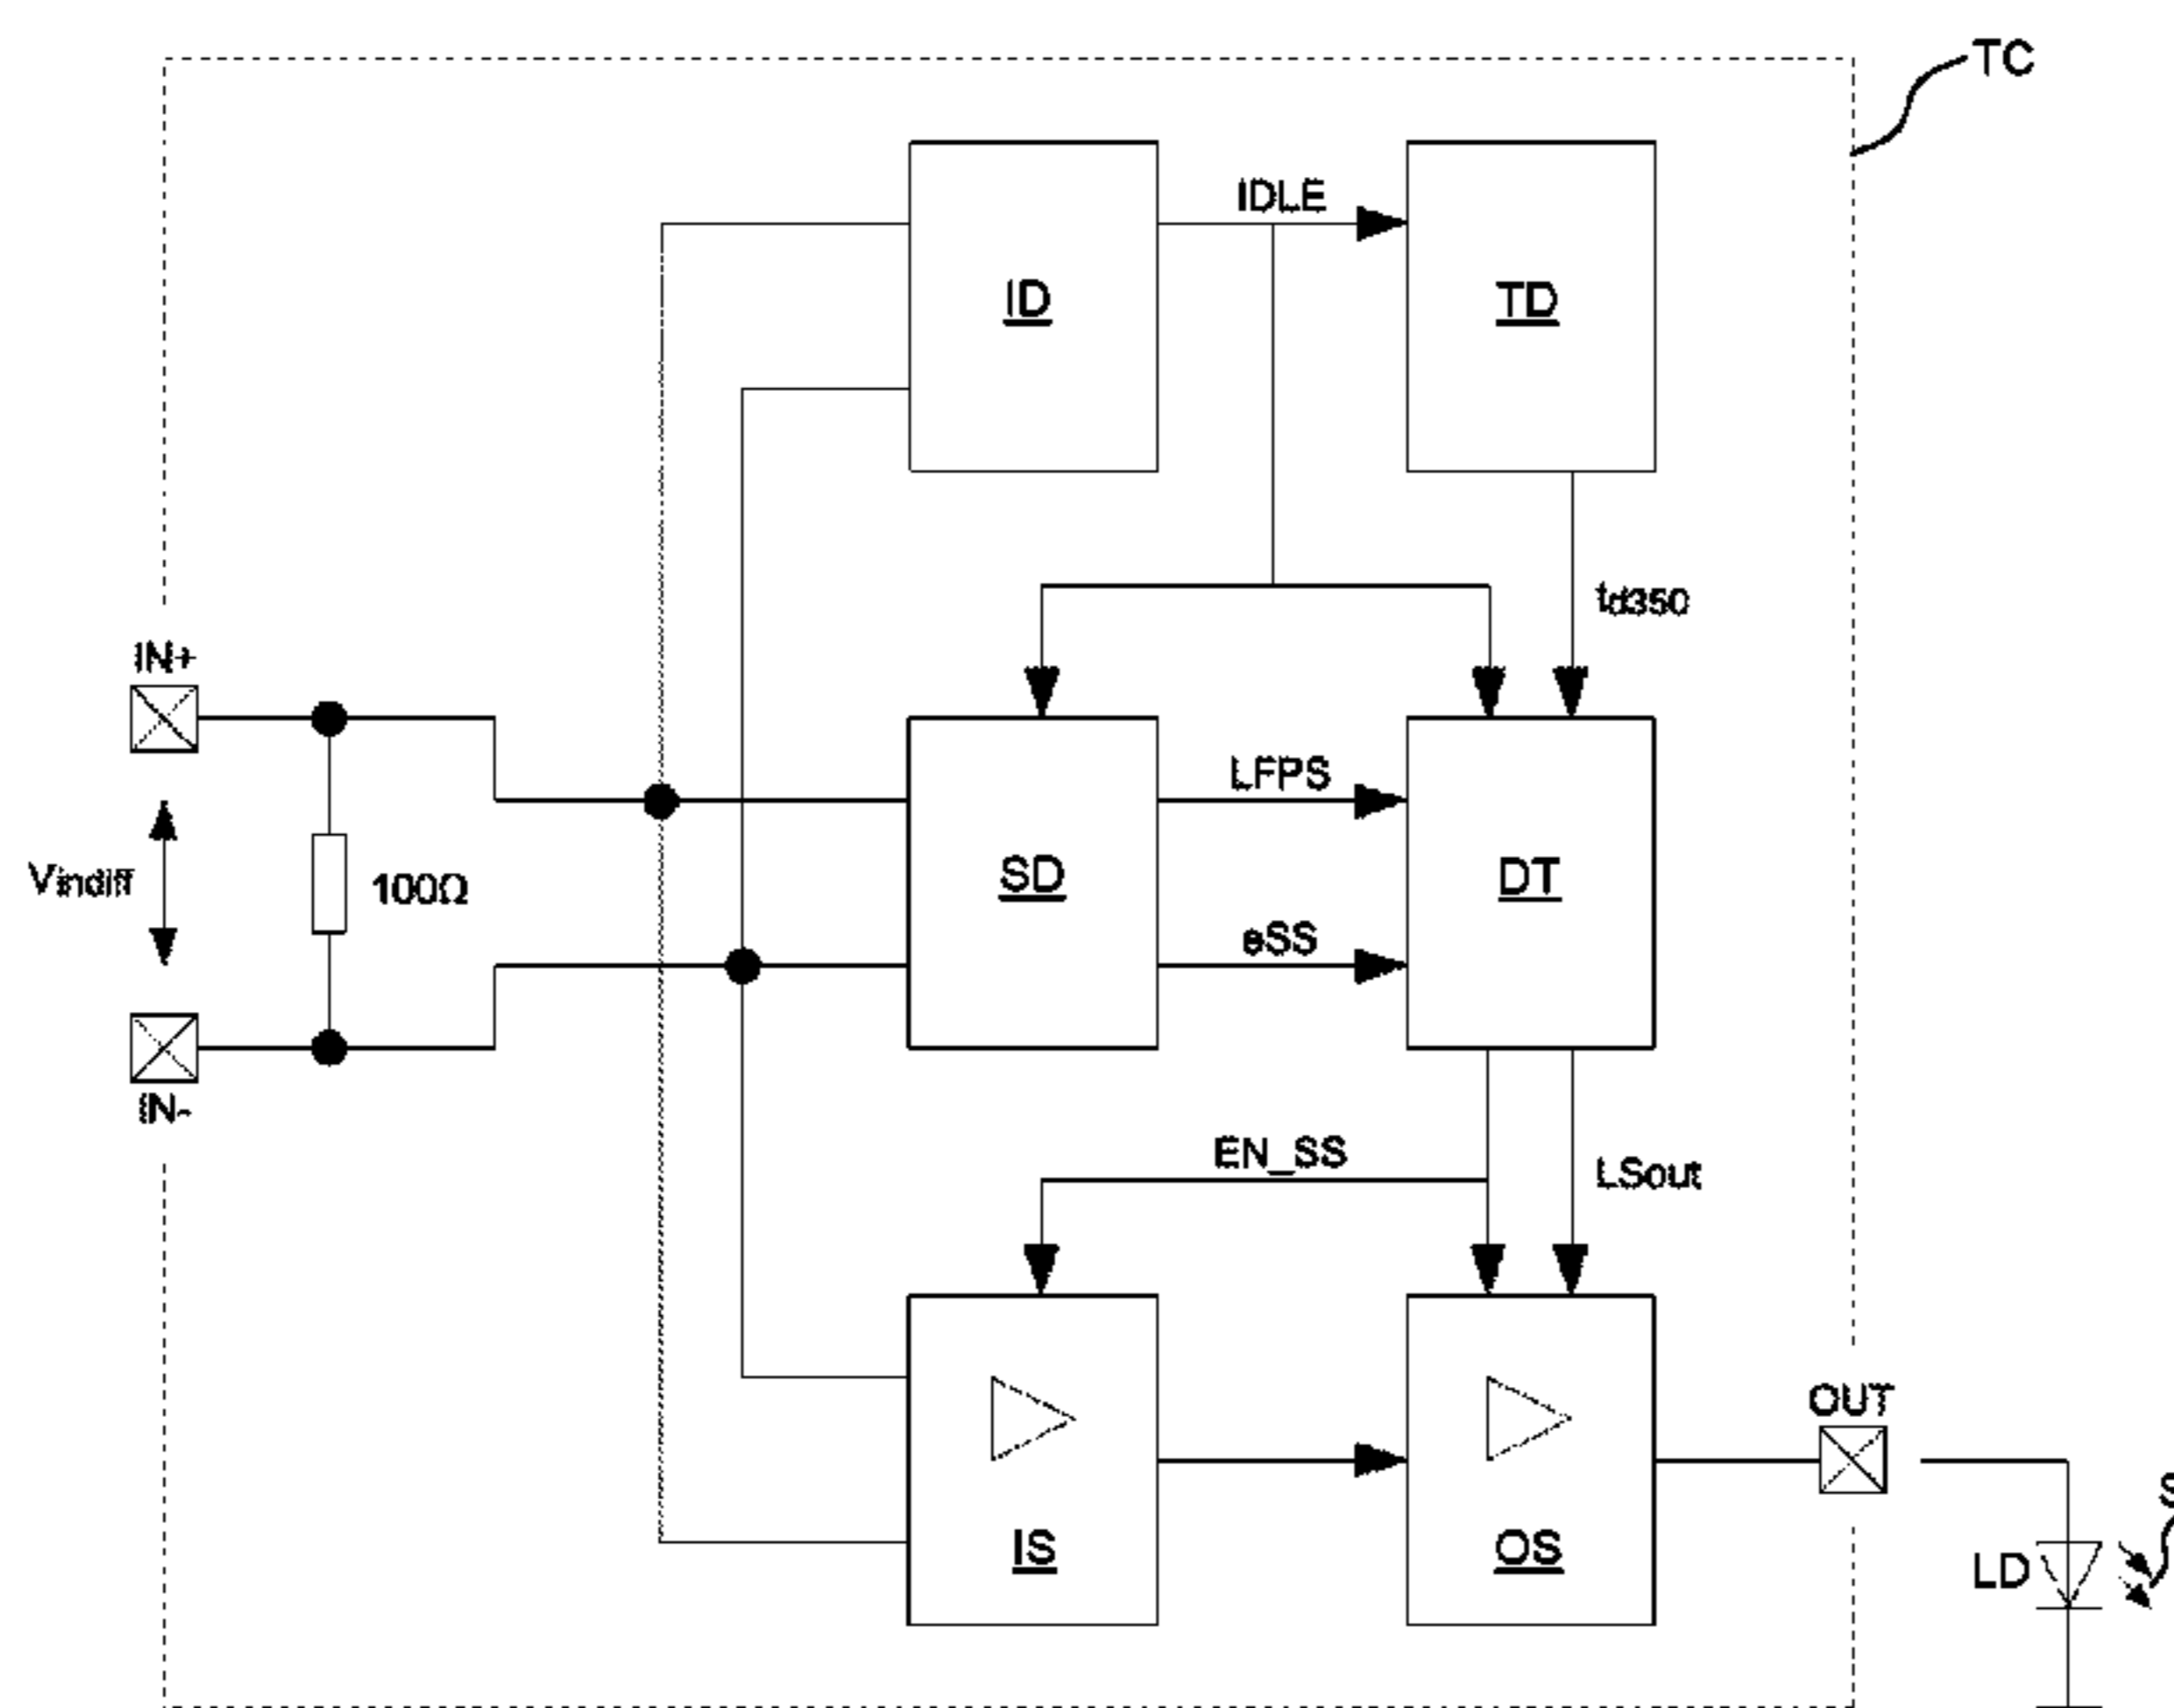 TC
IDLE
ID
TD
td350
IN+
LFPS
Vindiff
100Ω
SD
DT
eSS
IN-
EN_SS
LSout
OUT
IS
OS
LD
S